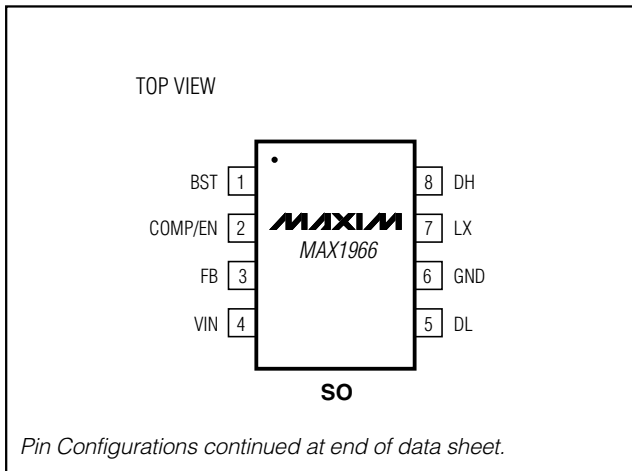 TOP VIEW
BST 1
COMP/EN 2
FB 3
VIN 4
MAXIM
MAX1966
8 DH
7 LX
6 GND
5 DL
SO
Pin Configurations continued at end of data sheet.